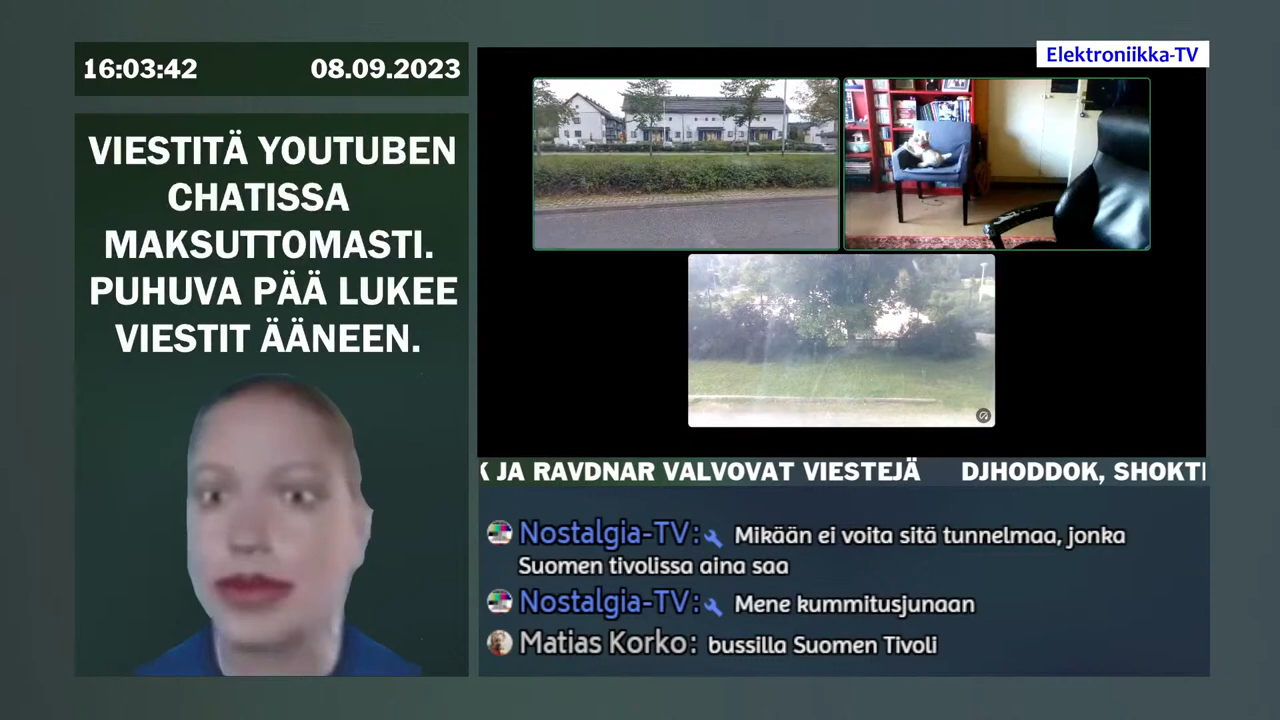 16:03:42 08.09.2023
Elektroniikka-TV
VIESTITÄ YOUTUBEN
CHATISSA
MAKSUTTOMASTI.
PUHUVA PÄÄ LUKEE
VIESTIT ÄÄNEEN.
K JA RAVDNAR VALVOVAT VIESTEJÄ DJHODDOK, SHOKTI
Nostalgia-TV: Mikään ei voita sitä tunnelmaa, jonka
Suomen tivolissa aina saa
Nostalgia-TV: Mene kummitusjunaan
Matias Korko: bussilla Suomen Tivoli